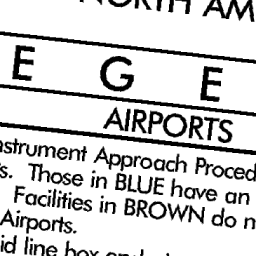 NORTH AM
E G E
AIRPORTS
nstrument Approach Proced
s. Those in BLUE have an
Facilities in BROWN do n
Airports.
id line box